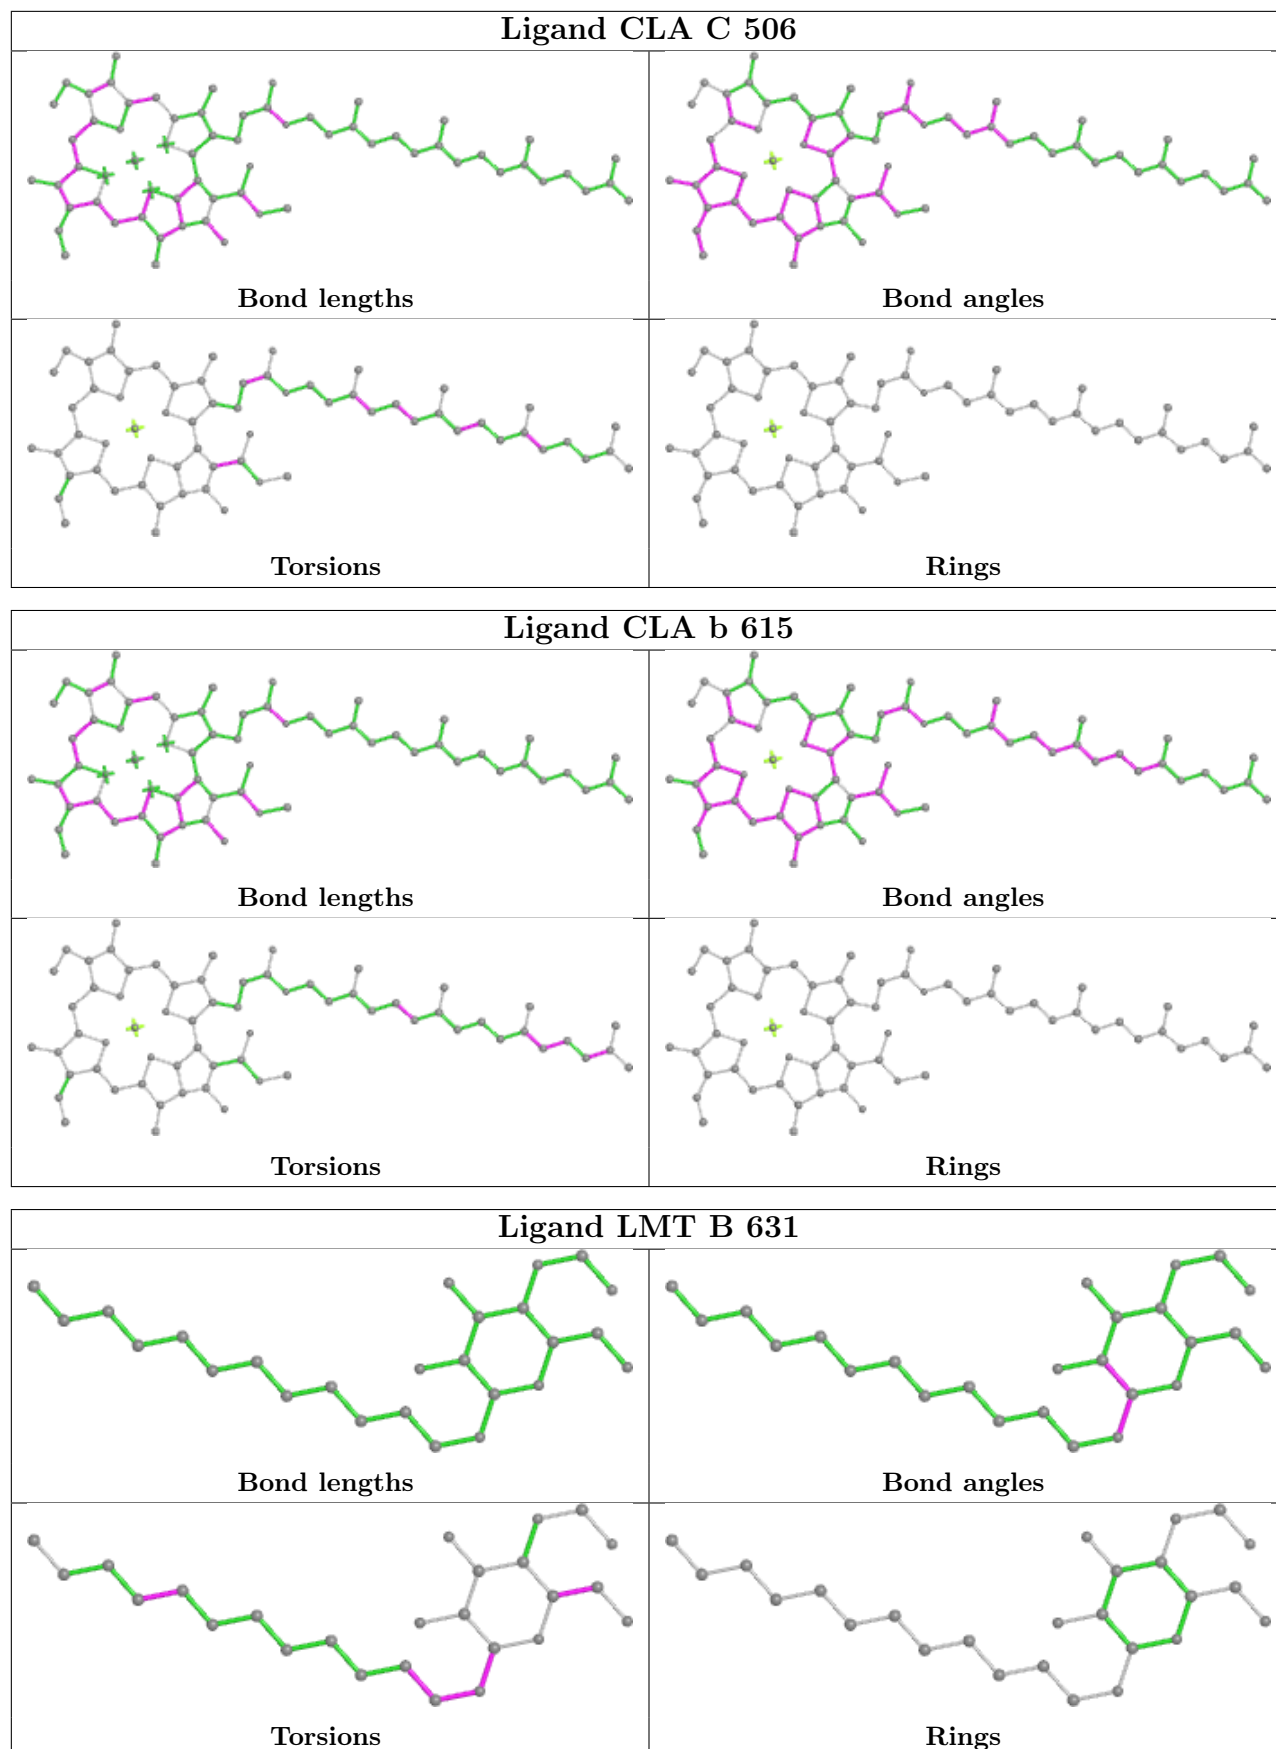 Ligand CLA C 506
Bond lengths
Bond angles
Torsions
Rings
Ligand CLA b 615
Bond lengths
Bond angles
Torsions
Rings
Ligand LMT B 631
Bond lengths
Bond angles
Torsions
Rings